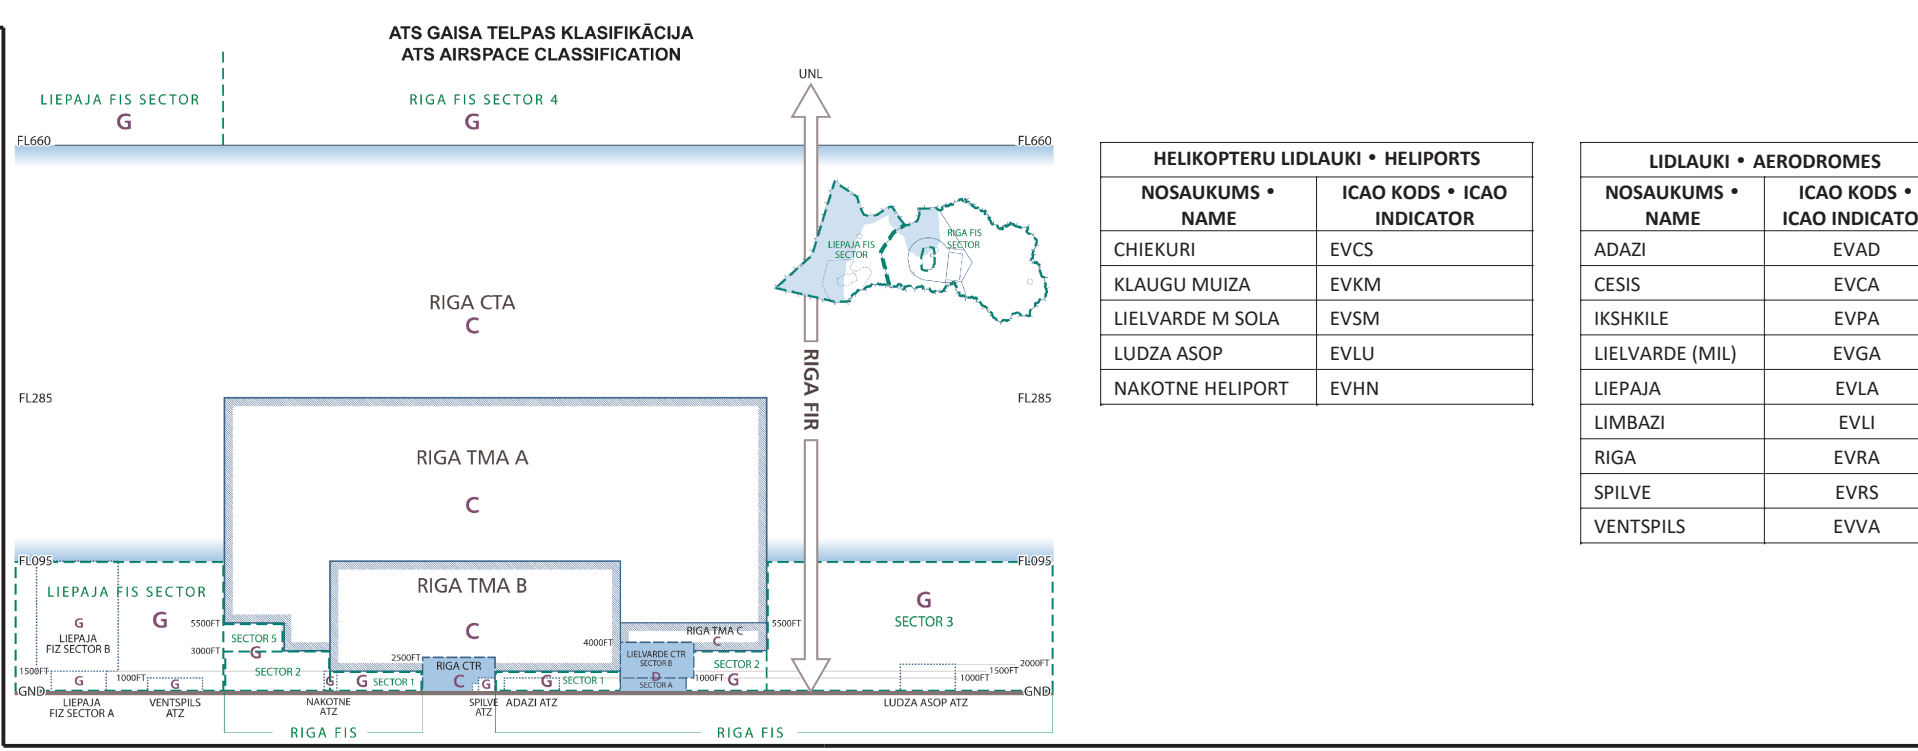 ATS GAISA TELPAS KLASIFIKĀCIJA
ATS AIRSPACE CLASSIFICATION
UNL
LIEPAJA FIS SECTOR
G
RIGA FIS SECTOR 4
G
FL660
FL660
LIEPAJA FIS
SECTOR
RIGA FIS
SECTOR
RIGA CTA
C
RIGA FIR
FL285
FL285
RIGA TMA A
C
FL095
FL095
LIEPAJA FIS SECTOR
G
G
LIEPAJA
FIZ SECTOR B
RIGA TMA B
C
G
SECTOR 3
5500FT
SECTOR 5
G
3000FT
SECTOR 2
5500FT
RIGA TMA C
C
4000FT
LIELVARDE CTR
SECTOR B
D
SECTOR A
2500FT
RIGA CTR
C
SECTOR 2
G
1000FT
2000FT
1500FT
1000FT
1500FT
G
1000FT
G
G
G
SECTOR 1
G
G
SECTOR 1
GND
GND
LIEPAJA
FIZ SECTOR A
VENTSPILS
ATZ
NAKOTNE
ATZ
SPILVE
ATZ
ADAZI ATZ
LUDZA ASOP ATZ
RIGA FIS
RIGA FIS
HELIKOPTERU LIDLAUKI • HELIPORTS
NOSAUKUMS •
NAME
ICAO KODS • ICAO
INDICATOR
CHIEKURI EVCS
KLAUGU MUIZA EVKM
LIELVARDE M SOLA EVSM
LUDZA ASOP EVLU
NAKOTNE HELIPORT EVHN
LIDLAUKI • AERODROMES
NOSAUKUMS •
NAME
ICAO KODS •
ICAO INDICATO
ADAZI EVAD
CESIS EVCA
IKSHKILE EVPA
LIELVARDE (MIL) EVGA
LIEPAJA EVLA
LIMBAZI EVLI
RIGA EVRA
SPILVE EVRS
VENTSPILS EVVA